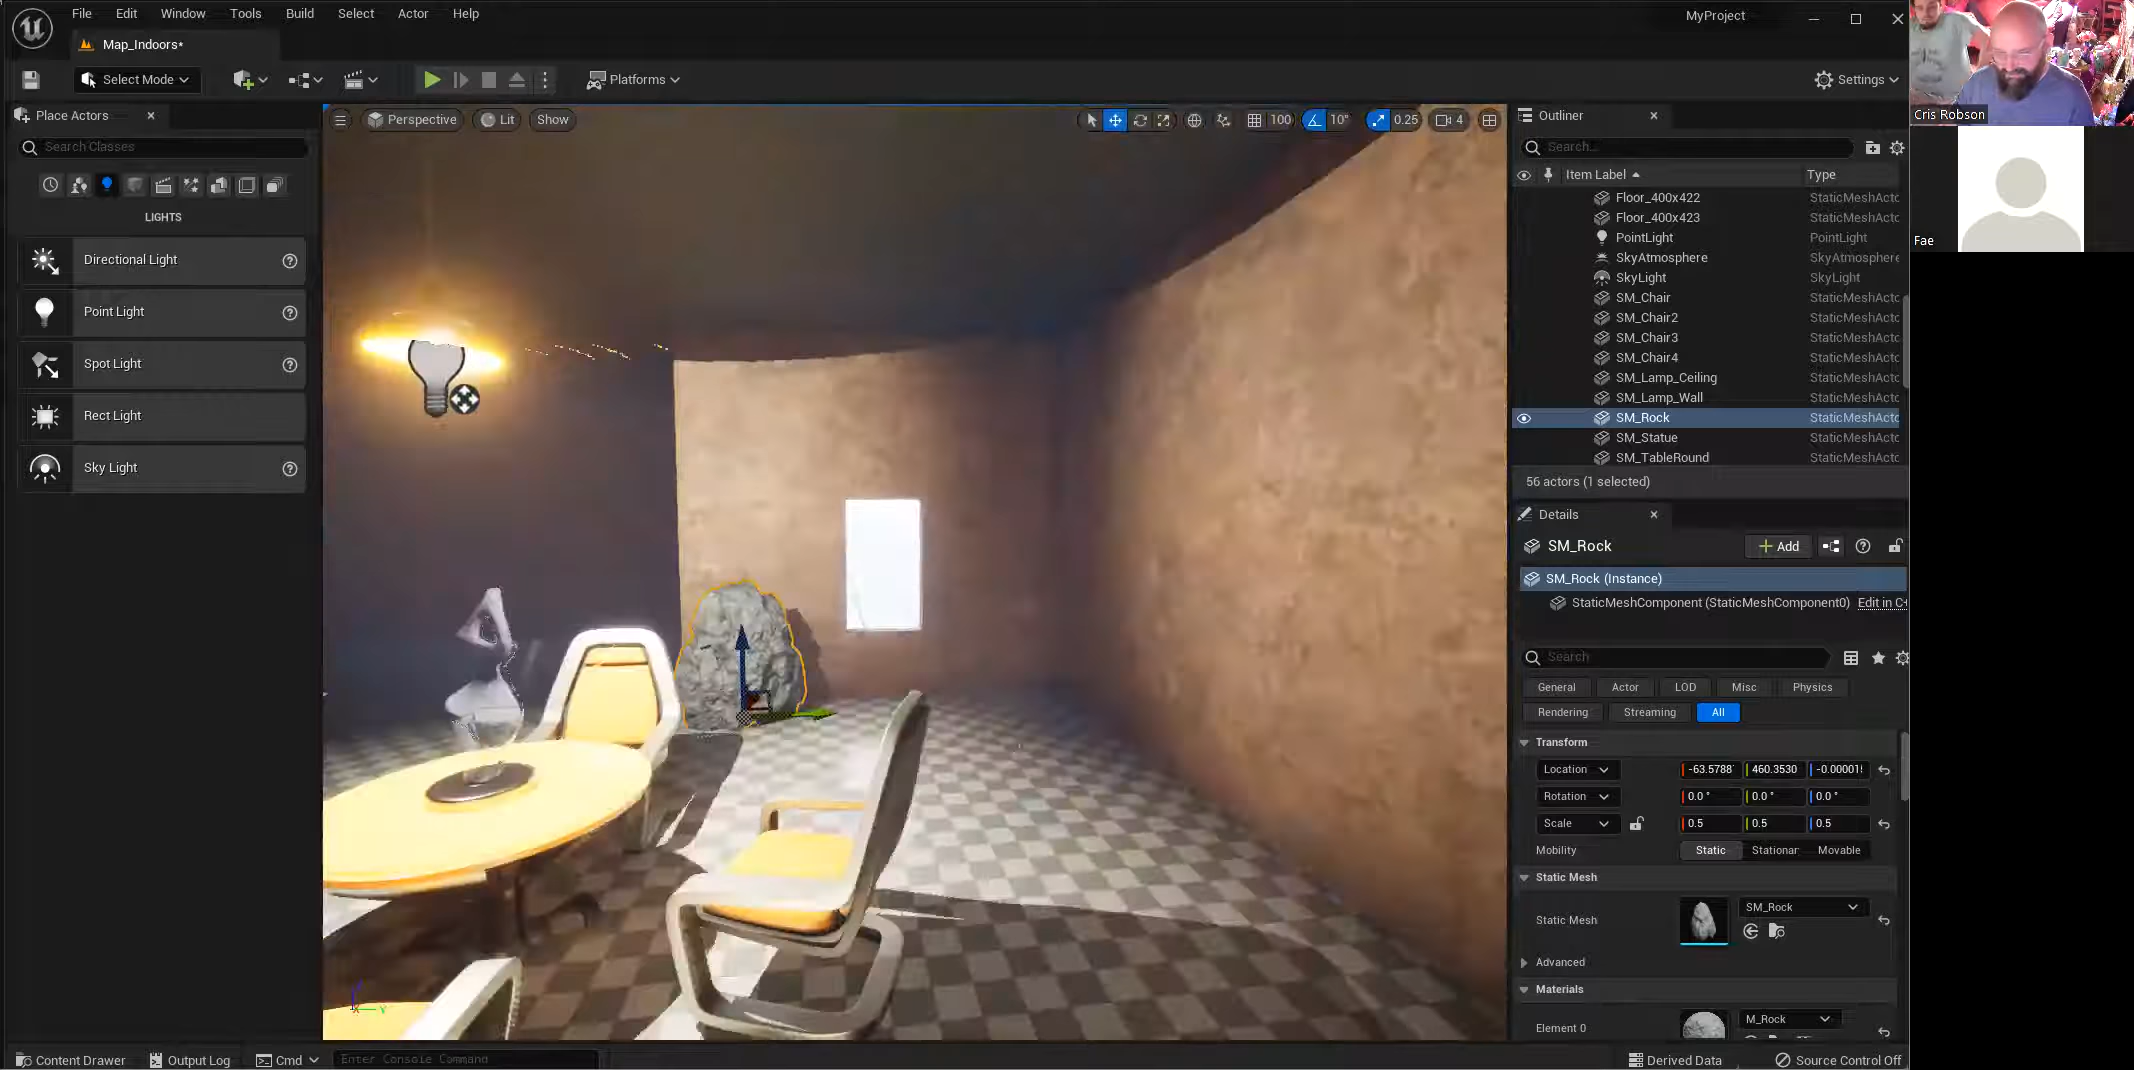 File Edit Window Tools Build Select Actor Help
MyProject
Map_Indoors*
Select Mode
Platforms
Settings
Cris Robson
Fae
Place Actors
Search Classes
LIGHTS
Directional Light
Point Light
Spot Light
Rect Light
Sky Light
Perspective Lit Show
100 10° 0.25 4
Outliner
Search...
Item Label Type
Floor_400x422 StaticMeshActo
Floor_400x423 StaticMeshActo
PointLight PointLight
SkyAtmosphere SkyAtmosphere
SkyLight SkyLight
SM_Chair StaticMeshActo
SM_Chair2 StaticMeshActo
SM_Chair3 StaticMeshActo
SM_Chair4 StaticMeshActo
SM_Lamp_Ceiling StaticMeshActo
SM_Lamp_Wall StaticMeshActo
SM_Rock StaticMeshActo
SM_Statue StaticMeshActo
SM_TableRound StaticMeshActo
56 actors (1 selected)
Details
SM_Rock
Add
SM_Rock (Instance)
StaticMeshComponent (StaticMeshComponent0) Edit in C+
Search
General Actor LOD Misc Physics
Rendering Streaming All
Transform
Location -63.5788 460.3530 -0.00001
Rotation 0.0 ° 0.0 ° 0.0 °
Scale 0.5 0.5 0.5
Mobility Static Stationar Movable
Static Mesh
Static Mesh SM_Rock
Advanced
Materials
Element 0 M_Rock
Content Drawer Output Log Cmd Enter Console Command
Derived Data Source Control Off